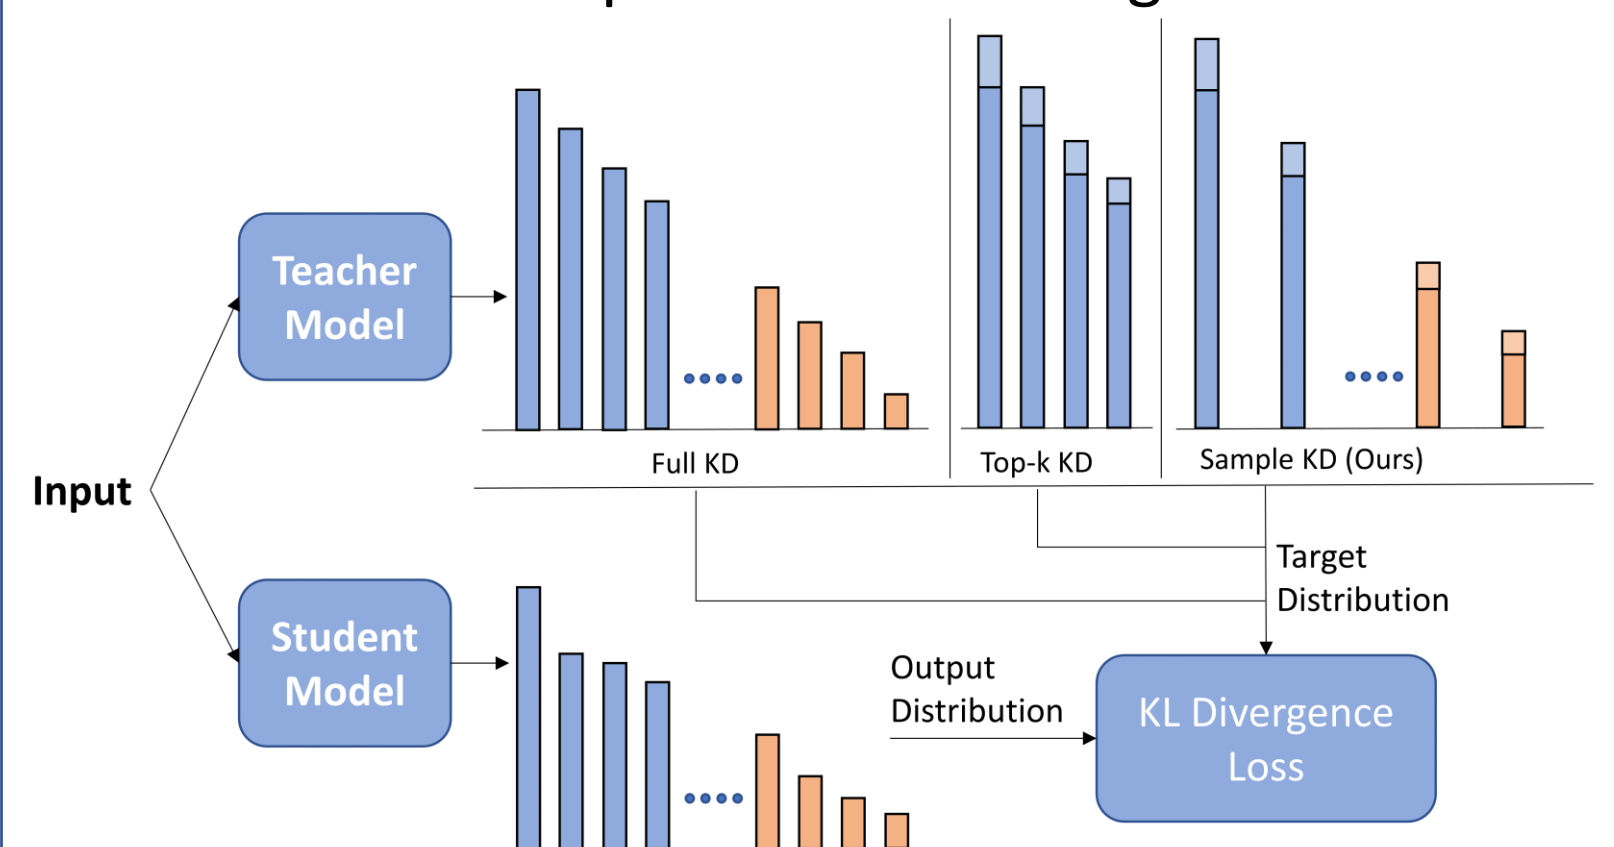 Teacher
Model
Full KD
Top-k KD
Sample KD (Ours)
Input
Target
Distribution
Student
Model
Output
Distribution
KL Divergence
Loss